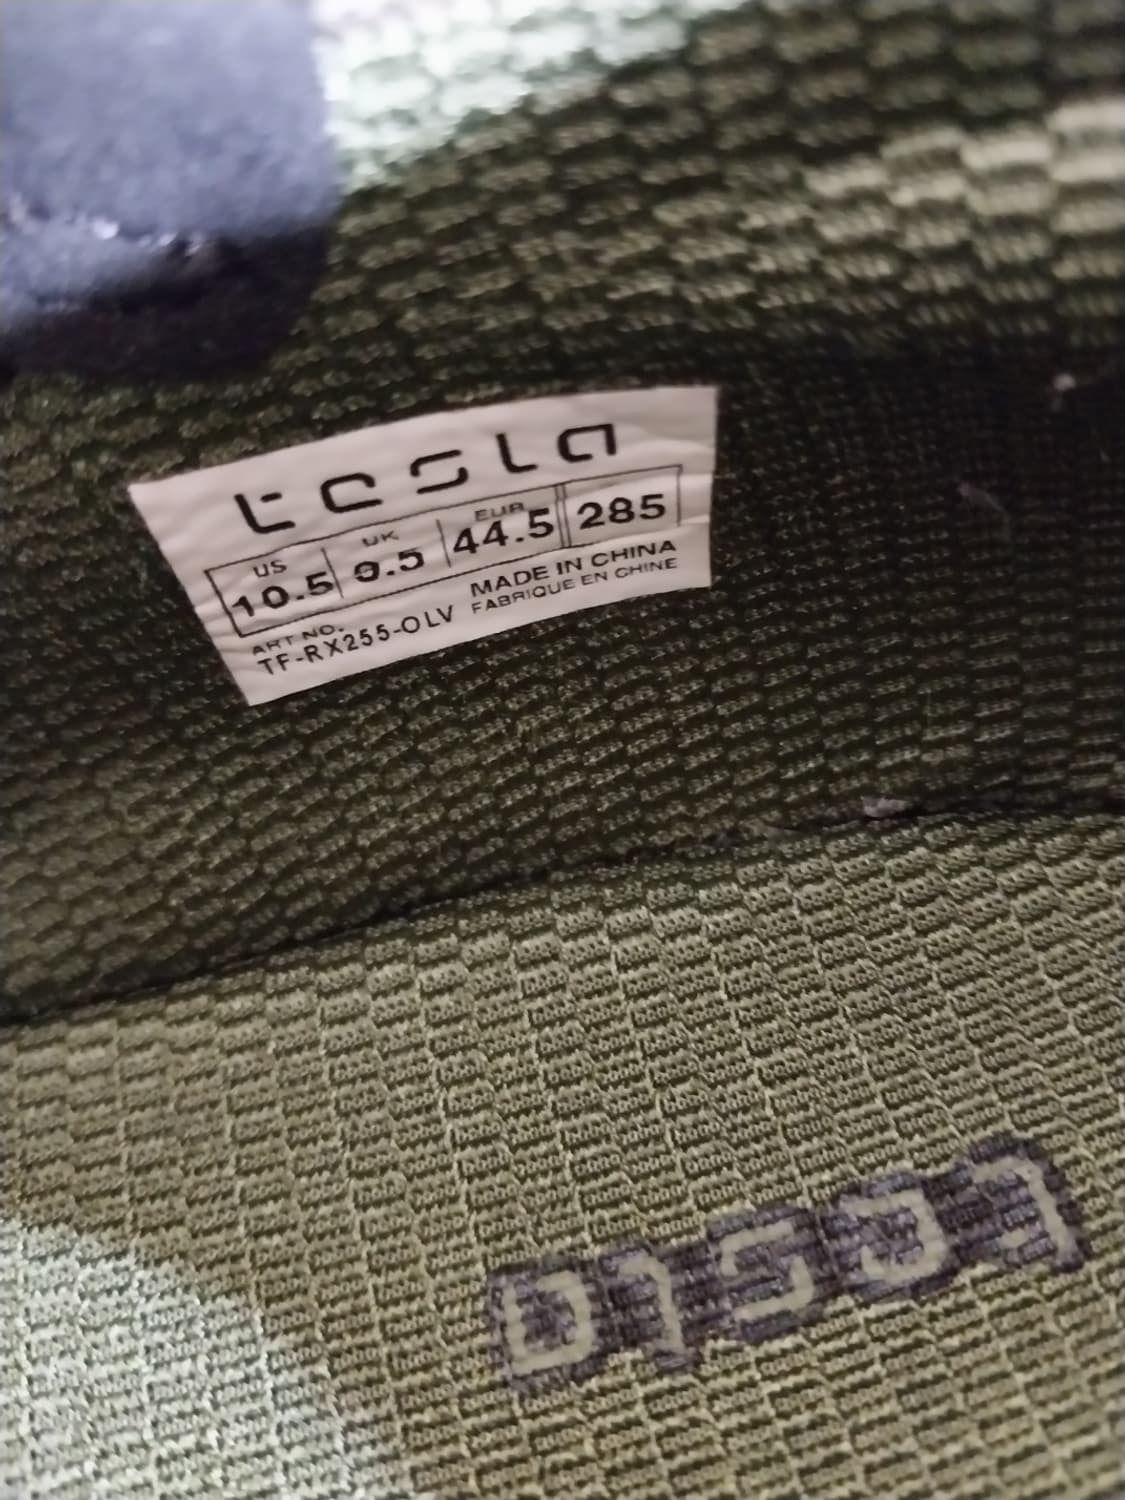 tesla
US UK EUR
10.5 9.5 44.5 285
ART NO. MADE IN CHINA
TF-RX255-OLV FABRIQUE EN CHINE
tesla